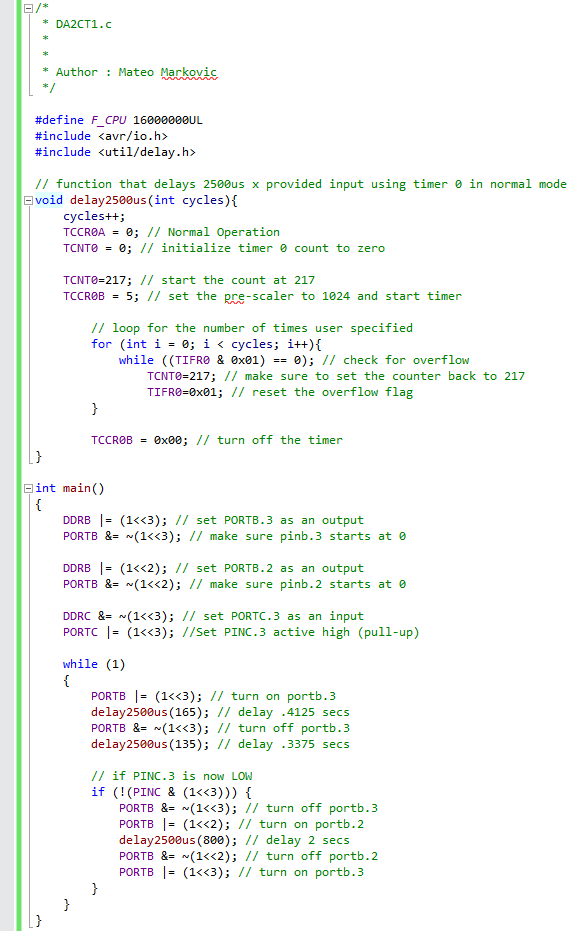 /*
 * DA2CT1.c
 *
 *
 * Author : Mateo Markovic
 */

#define F_CPU 16000000UL
#include <avr/io.h>
#include <util/delay.h>

// function that delays 2500us x provided input using timer 0 in normal mode
void delay2500us(int cycles){
    cycles++;
    TCCR0A = 0; // Normal Operation
    TCNT0 = 0; // initialize timer 0 count to zero

    TCNT0=217; // start the count at 217
    TCCR0B = 5; // set the pre-scaler to 1024 and start timer

        // loop for the number of times user specified
        for (int i = 0; i < cycles; i++){
            while ((TIFR0 & 0x01) == 0); // check for overflow
                TCNT0=217; // make sure to set the counter back to 217
                TIFR0=0x01; // reset the overflow flag
        }

        TCCR0B = 0x00; // turn off the timer
}

int main()
{
    DDRB |= (1<<3); // set PORTB.3 as an output
    PORTB &= ~(1<<3); // make sure pinb.3 starts at 0

    DDRB |= (1<<2); // set PORTB.2 as an output
    PORTB &= ~(1<<2); // make sure pinb.2 starts at 0

    DDRC &= ~(1<<3); // set PORTC.3 as an input
    PORTC |= (1<<3); //Set PINC.3 active high (pull-up)

    while (1)
    {
        PORTB |= (1<<3); // turn on portb.3
        delay2500us(165); // delay .4125 secs
        PORTB &= ~(1<<3); // turn off portb.3
        delay2500us(135); // delay .3375 secs

        // if PINC.3 is now LOW
        if (!(PINC & (1<<3))) {
            PORTB &= ~(1<<3); // turn off portb.3
            PORTB |= (1<<2); // turn on portb.2
            delay2500us(800); // delay 2 secs
            PORTB &= ~(1<<2); // turn off portb.2
            PORTB |= (1<<3); // turn on portb.3
        }
    }
}